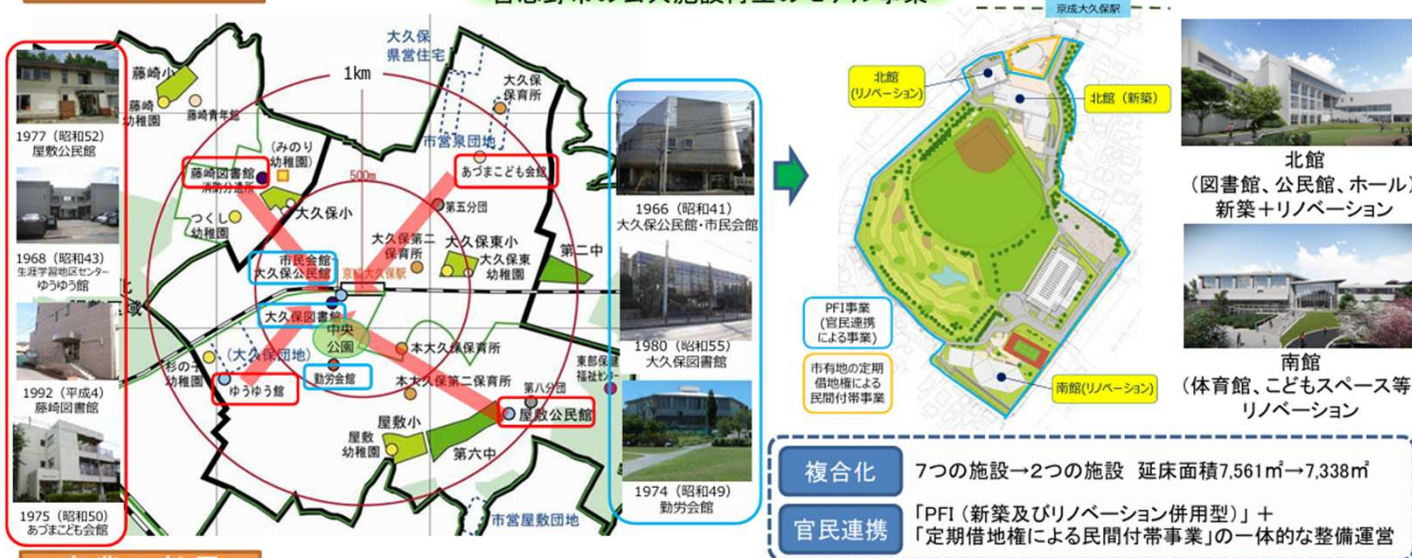 京成大久保駅
1977(昭和52)
屋敷公民館
1968(昭和43)
生涯学習地区センター
ゆうゆう館
1992(平成4)
藤崎図書館
1975(昭和50)
あづまこども会館
1km
500m
大久保
県営住宅
藤崎小
藤崎
幼稚園
藤崎青年館
大久保
保育所
市営泉団地
(みのり
幼稚園)
藤崎図書館
消防分遣所
あづまこども会館
大久保小
つくし
幼稚園
第五分団
大久保第二
保育所
大久保東小
大久保東
幼稚園
第二中
市民会館
大久保公民館
京成大久保駅
大久保図書館
中央
公園
(大久保団地)
杉の子
幼稚園
ゆうゆう館
勤労会館
本大久保保育所
本大久保第二保育所
東部保健
福祉センター
第八分団
屋敷公民館
屋敷小
屋敷
幼稚園
第六中
市営屋敷団地
1966(昭和41)
大久保公民館・市民会館
1980(昭和55)
大久保図書館
1974(昭和49)
勤労会館
北館
(リノベーション)
北館(新築)
PFI事業
(官民連携
による事業)
市有地の定期
借地権による
民間付帯事業
南館(リノベーション)
北館
(図書館、公民館、ホール)
新築+リノベーション
南館
(体育館、こどもスペース等
リノベーション
複合化
7つの施設→2つの施設 延床面積7,561㎡→7,338㎡
官民連携
「PFI(新築及びリノベーション併用型)」+
「定期借地権による民間付帯事業」の一体的な整備運営